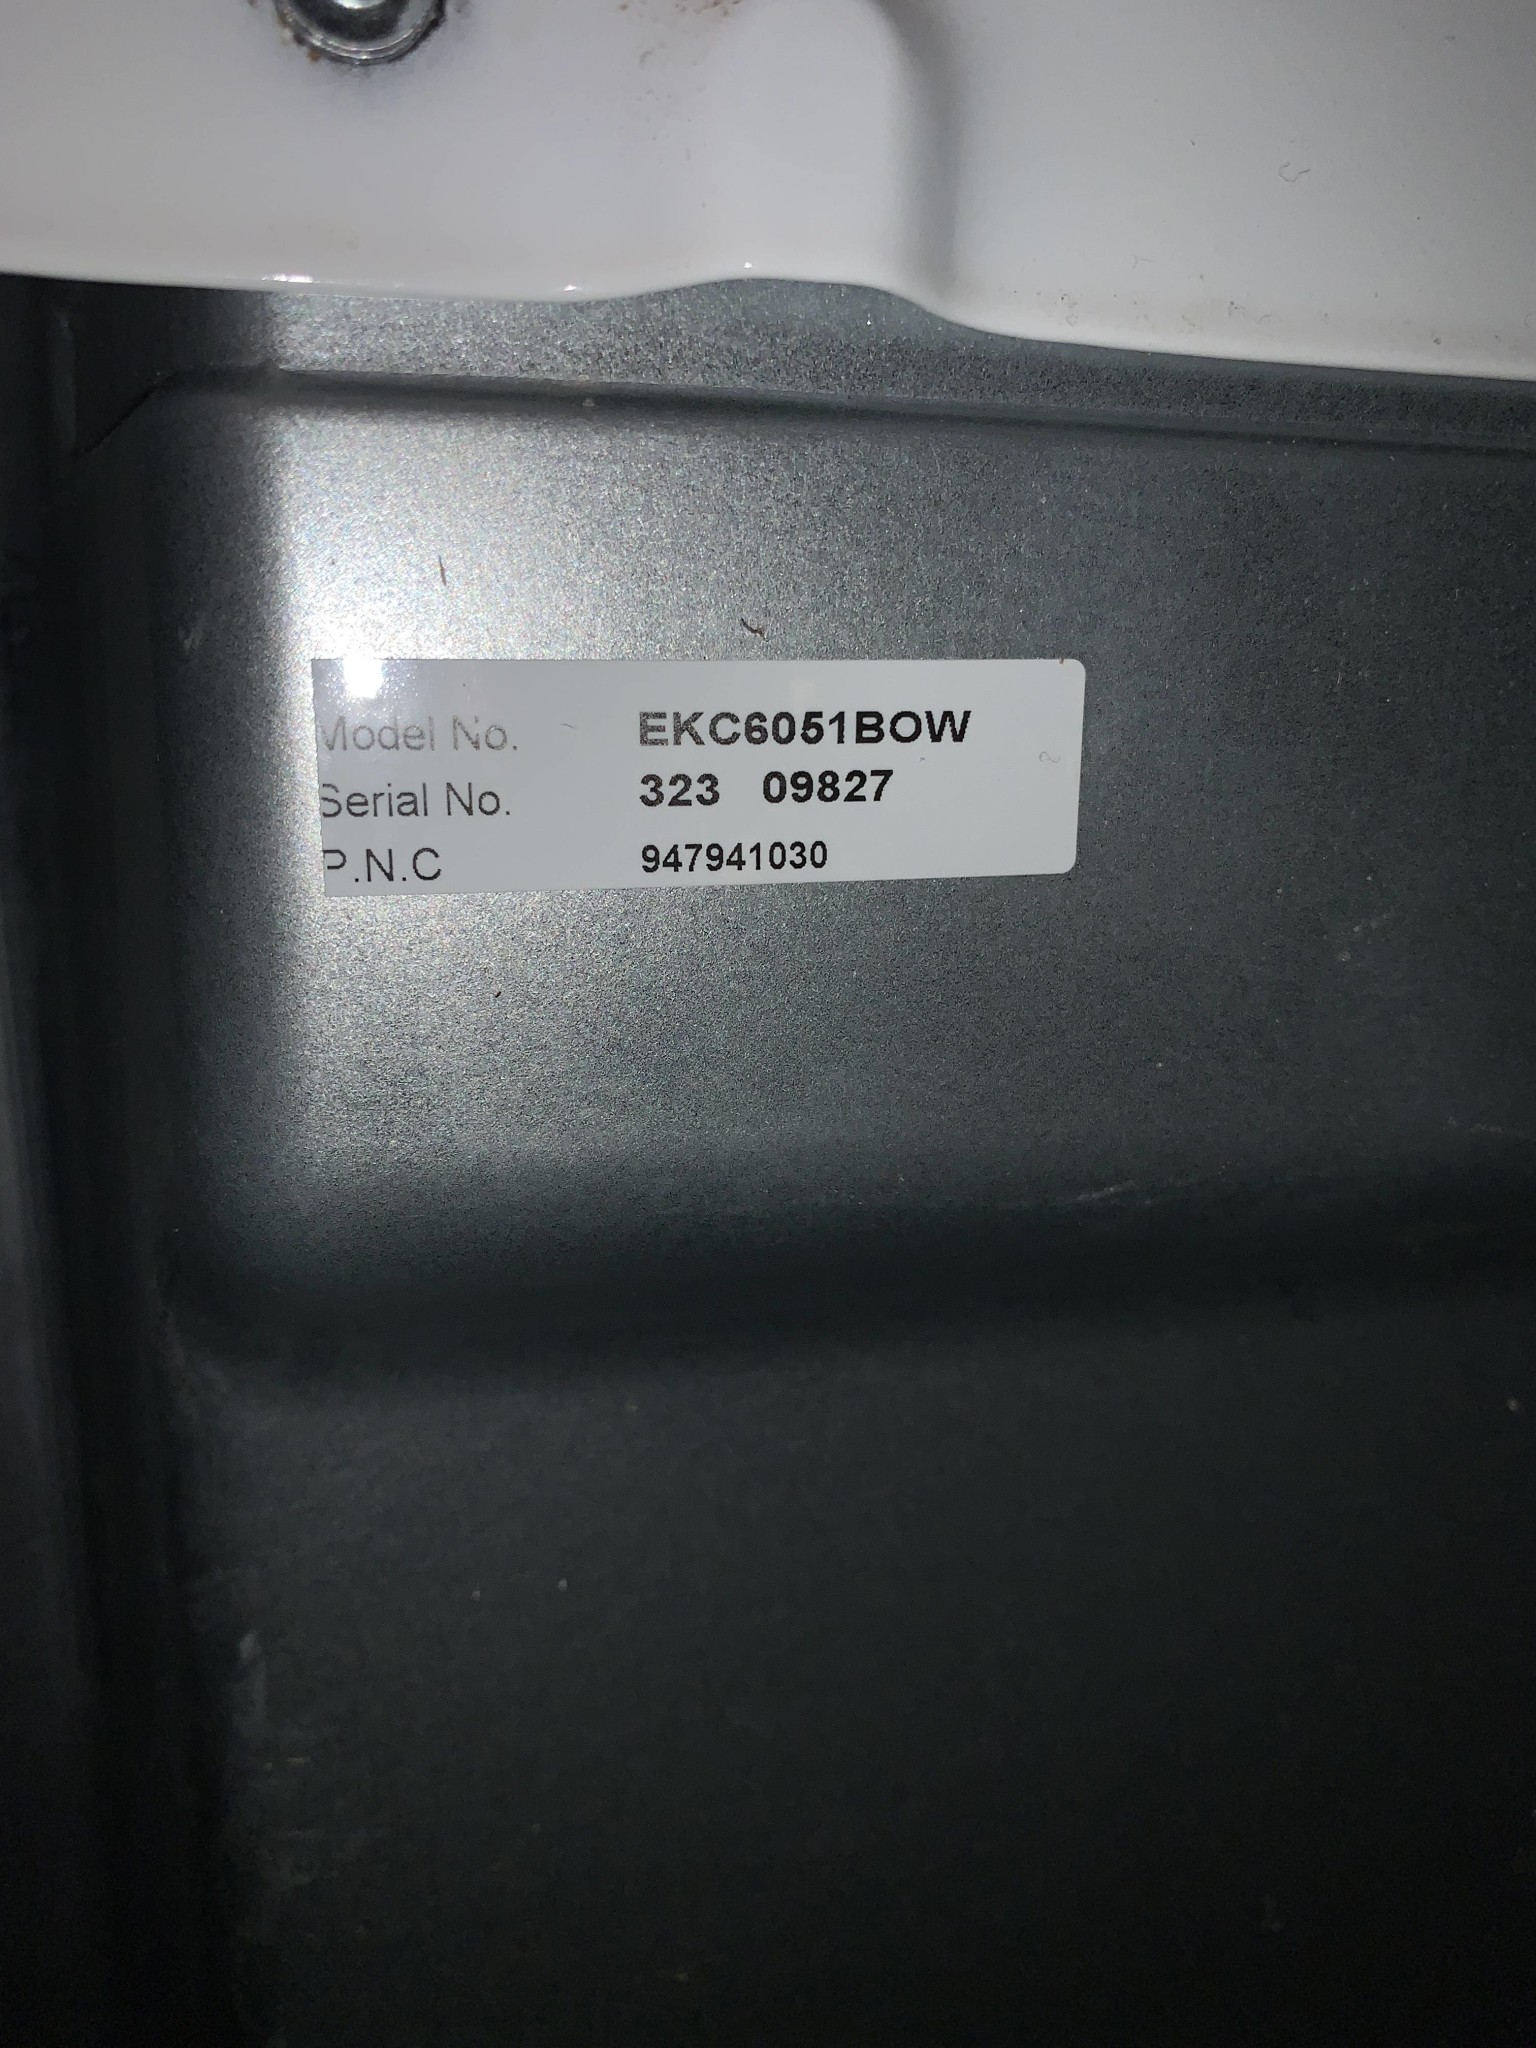 Model No. EKC6051BOW
Serial No. 323 09827
P.N.C 947941030